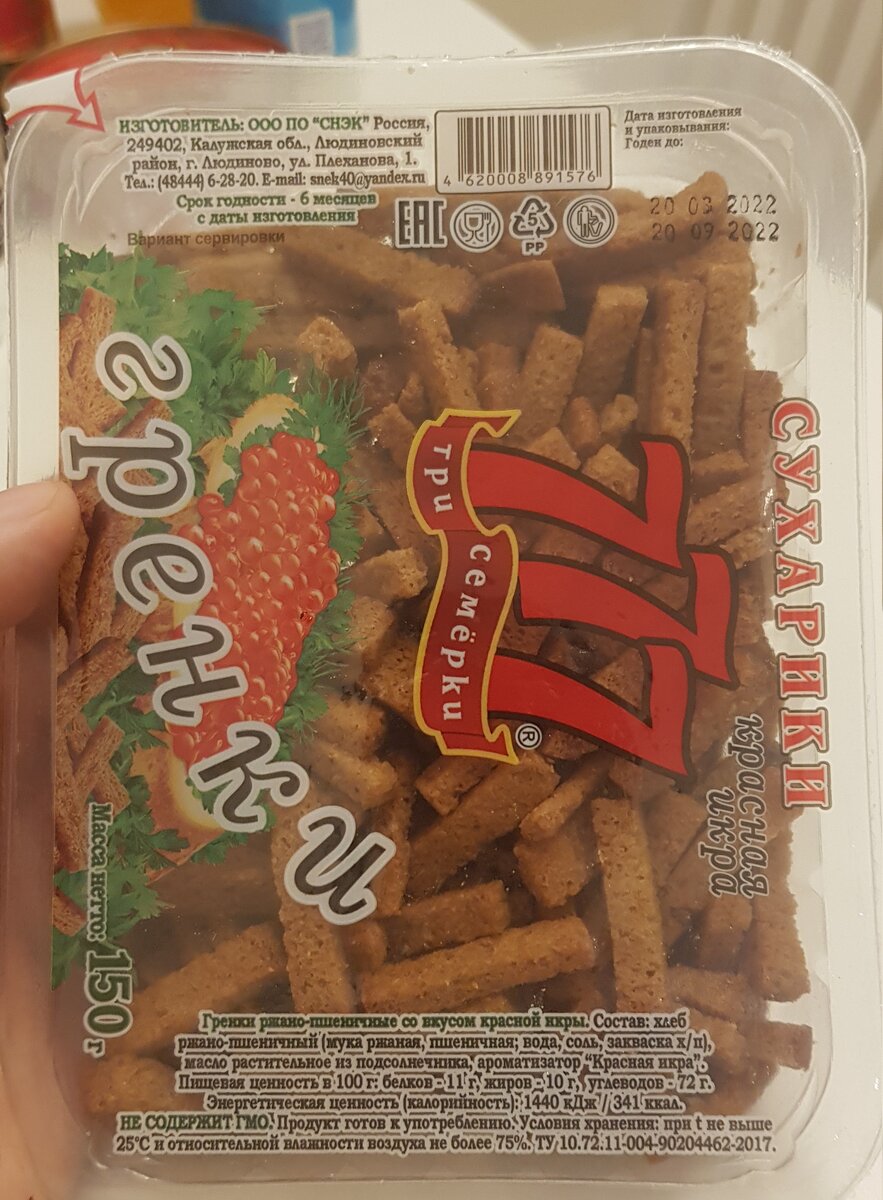 ИЗГОТОВИТЕЛЬ: ООО ПО "СНЭК" Россия,
249402, Калужская обл., Людиновский
район, г. Людиново, ул. Плеханова, 1.
Тел.: (48444) 6-28-20. E-mail: snek40@yandex.ru
Срок годности - 6 месяцев
с даты изготовления
Вариант сервировки
4 620008 891576
Дата изготовления
и упаковывания:
Годен до:
20 03 2022
20 09 2022
EAC
5
PP
гренки
777
три семёрки
®
СУХАРИКИ
красная
икра
Масса нетто: 150 г
Гренки ржано-пшеничные со вкусом красной икры. Состав: хлеб
ржано-пшеничный (мука ржаная, пшеничная; вода, соль, закваска х/п),
масло растительное из подсолнечника, ароматизатор "Красная икра".
Пищевая ценность в 100 г: белков - 11 г, жиров - 10 г, углеводов - 72 г.
Энергетическая ценность (калорийность): 1440 кДж / 341 ккал.
НЕ СОДЕРЖИТ ГМО. Продукт готов к употреблению. Условия хранения: при t не выше
25°С и относительной влажности воздуха не более 75%. ТУ 10.72.11-004-90204462-2017.